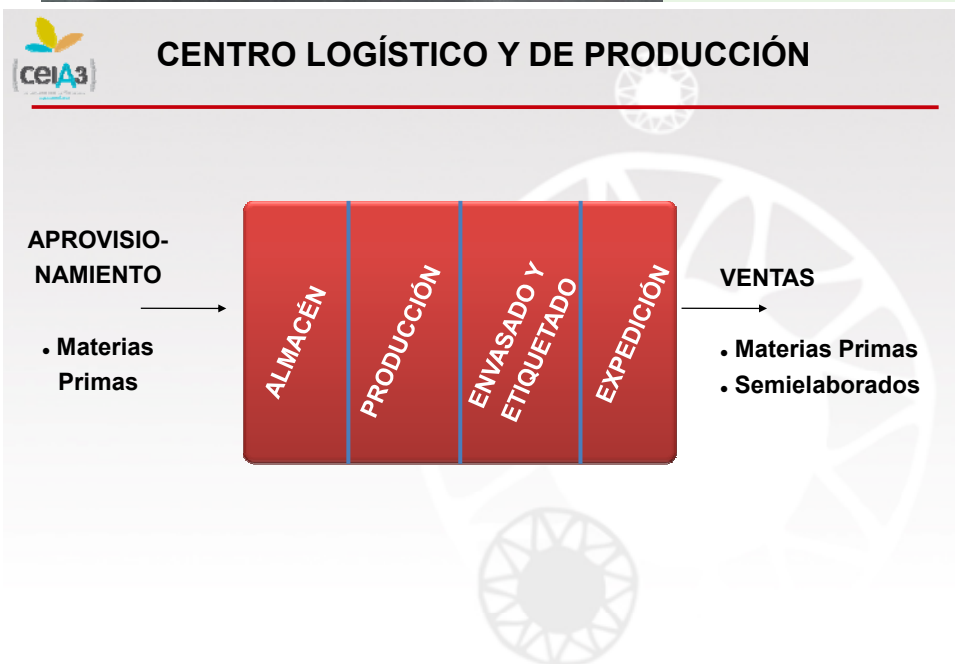 ceiA3
CENTRO LOGÍSTICO Y DE PRODUCCIÓN
APROVISIO-
NAMIENTO
• Materias
Primas
ALMACÉN
PRODUCCIÓN
ENVASADO Y
ETIQUETADO
EXPEDICIÓN
VENTAS
• Materias Primas
• Semielaborados